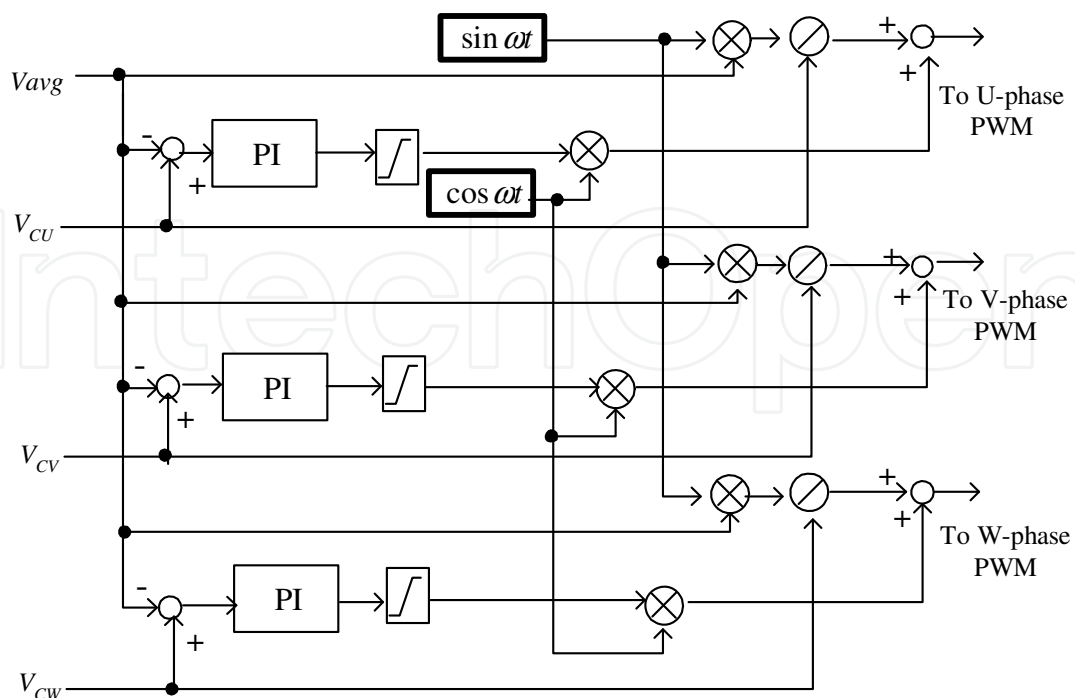 sin ωt
Vavg
+
+
To U-phase
PWM
-
PI
+
cos ωt
V_CU
+
+
To V-phase
PWM
-
PI
+
V_CV
+
+
To W-phase
PWM
-
PI
+
V_CW
IntechOpen